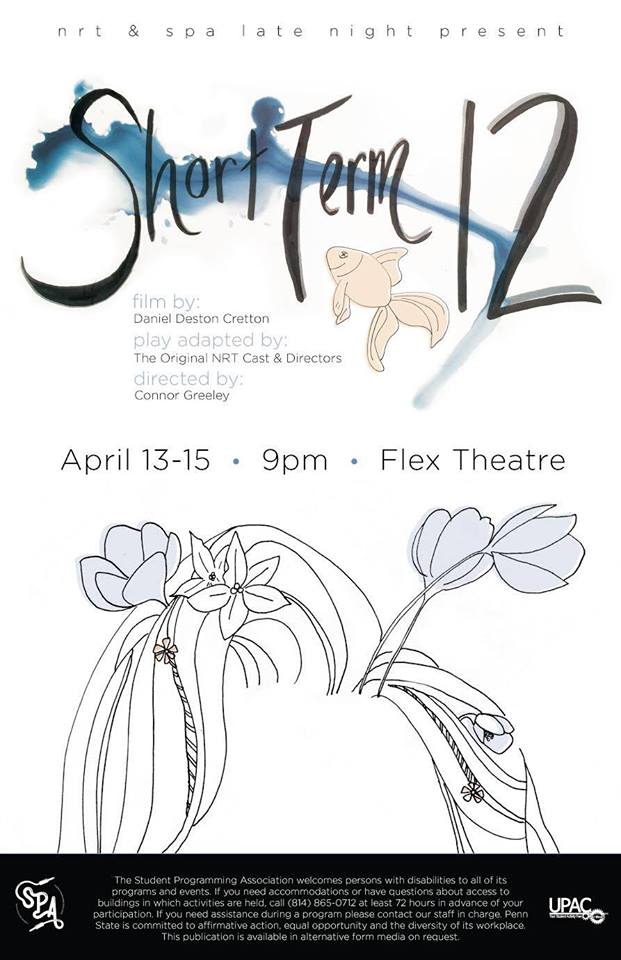 nrt & spa late night present
Short Term 12
film by:
Daniel Deston Cretton
play adapted by:
The Original NRT Cast & Directors
directed by:
Connor Greeley
April 13-15 • 9pm • Flex Theatre
The Student Programming Association welcomes persons with disabilities to all of its
programs and events. If you need accommodations or have questions about access to
buildings in which activities are held, call (814) 865-0712 at least 72 hours in advance of your
participation. If you need assistance during a program please contact our staff in charge. Penn
State is committed to affirmative action, equal opportunity and the diversity of its workplace.
This publication is available in alternative form media on request.
SPA
UPAC